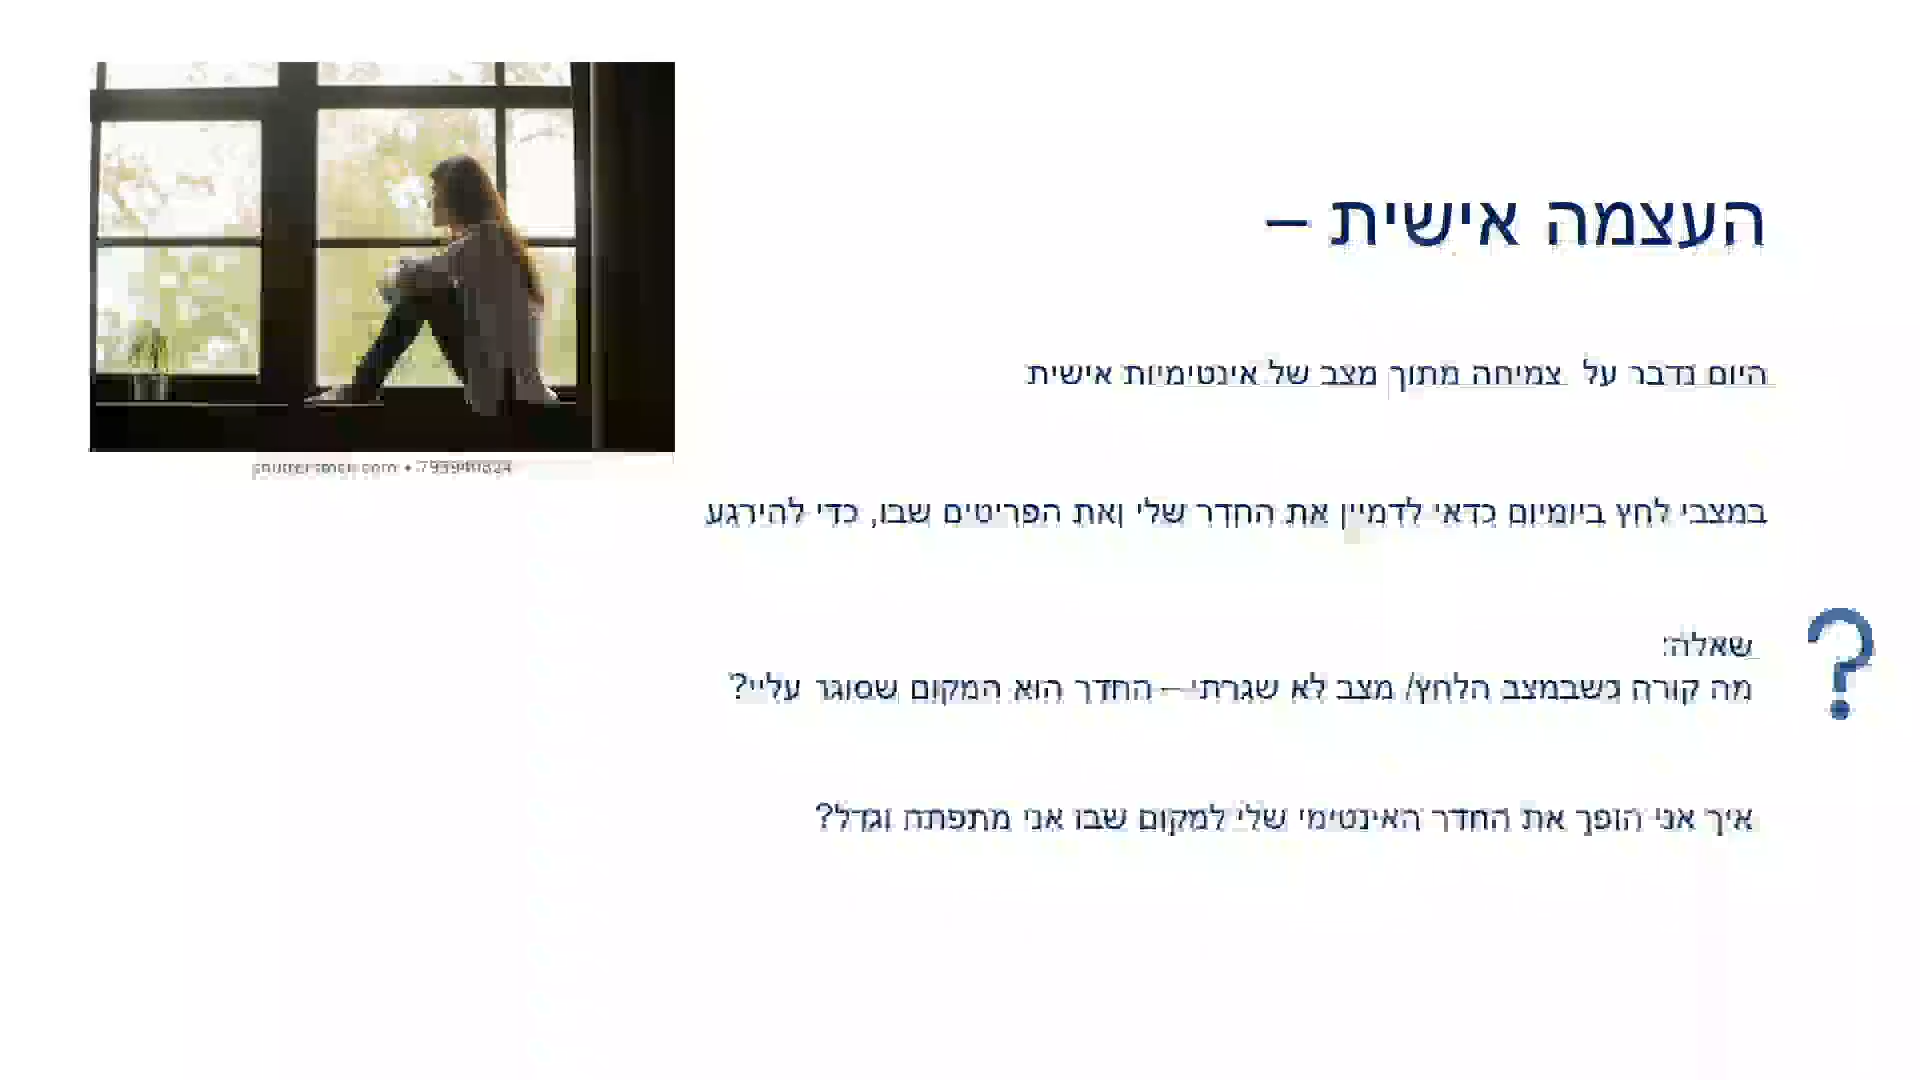 העצמה אישית –
היום נדבר על צמיחה מתוך מצב של אינטימיות אישית
במצבי לחץ ביומיום כדאי לדמיין את החדר שלי ואת הפריטים שבו, כדי להירגע
שאלה:
מה קורה כשבמצב הלחץ/ מצב לא שגרתי – החדר הוא המקום שסוגר עליי?
איך אני הופך את החדר האינטימי שלי למקום שבו אני מתפתח וגדל?
?